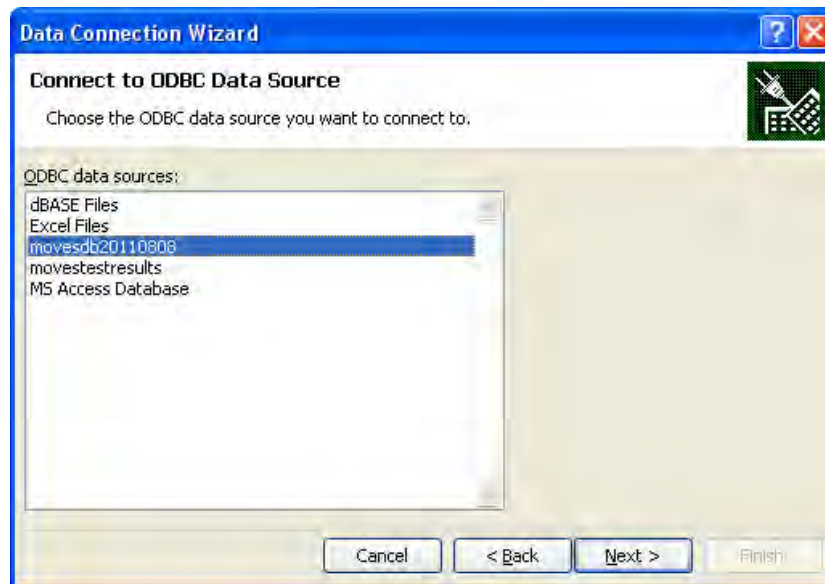 Data Connection Wizard
Connect to ODBC Data Source
Choose the ODBC data source you want to connect to.
ODBC data sources:
dBASE Files
Excel Files
movesdb20110808
movestestresults
MS Access Database
Cancel
< Back
Next >
Finish